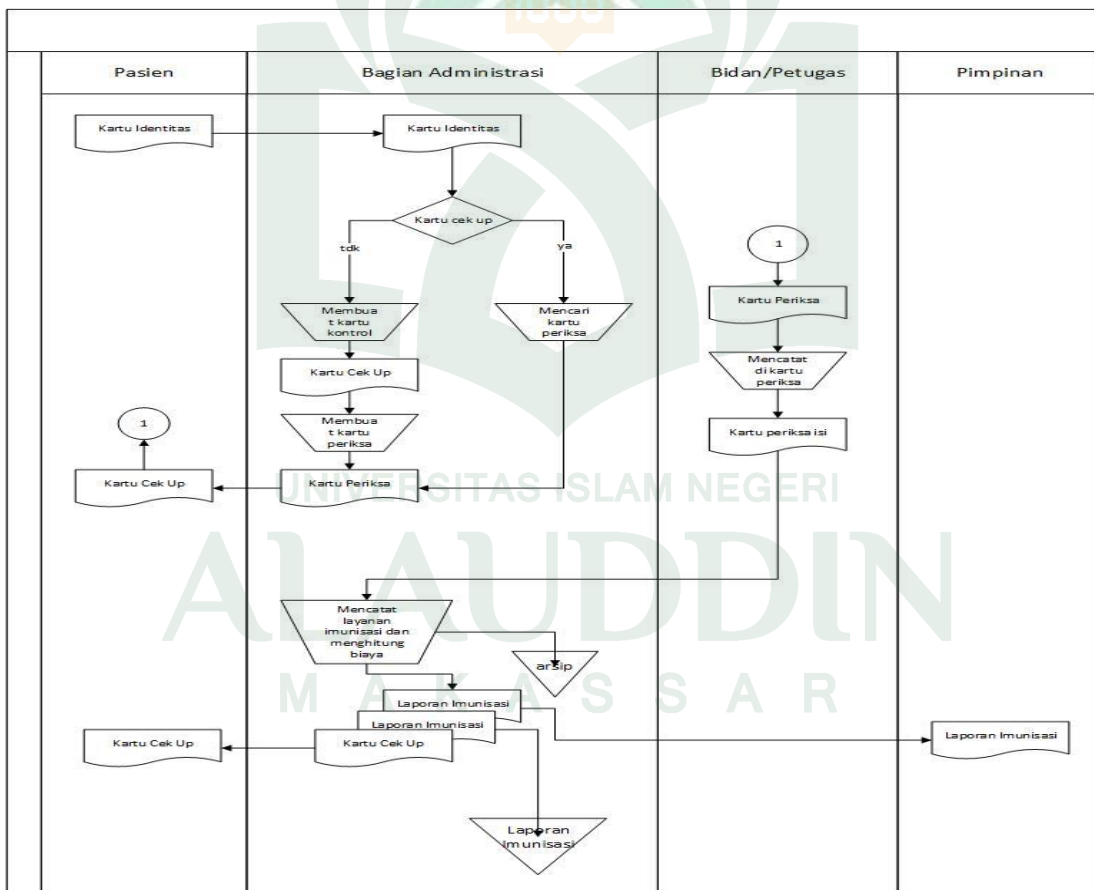 Pasien
Bagian Administrasi
Bidan/Petugas
Pimpinan
Kartu Identitas
Kartu Identitas
Kartu cek up
tdk
ya
1
Kartu Periksa
Membua
t kartu
kontrol
Mencari
kartu
periksa
Mencatat
di kartu
periksa
Kartu Cek Up
1
Membua
t kartu
periksa
Kartu periksa isi
Kartu Cek Up
Kartu Periksa
UNIVERSITAS ISLAM NEGERI
ALAUDDIN
Mencatat
layanan
imunisasi dan
menghitung
biaya
arsip
MAKASSAR
Laporan Imunisasi
Laporan Imunisasi
Kartu Cek Up
Kartu Cek Up
Laporan Imunisasi
Laporan
Imunisasi